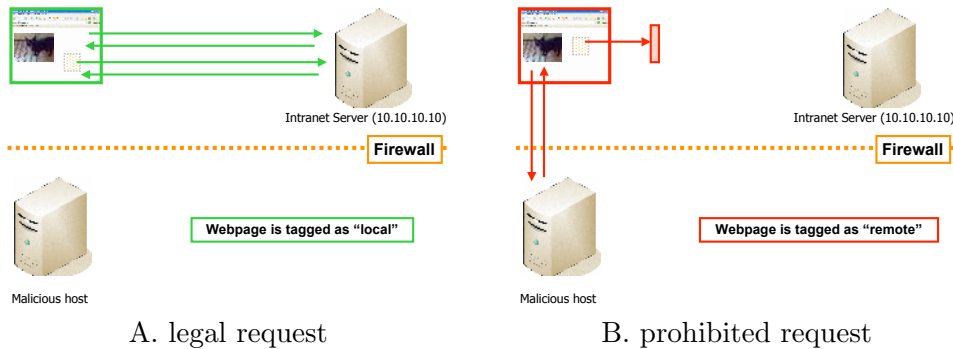 Intranet Server (10.10.10.10)
Firewall
Webpage is tagged as “local”
Malicious host
A. legal request
Intranet Server (10.10.10.10)
Firewall
Webpage is tagged as “remote”
Malicious host
B. prohibited request